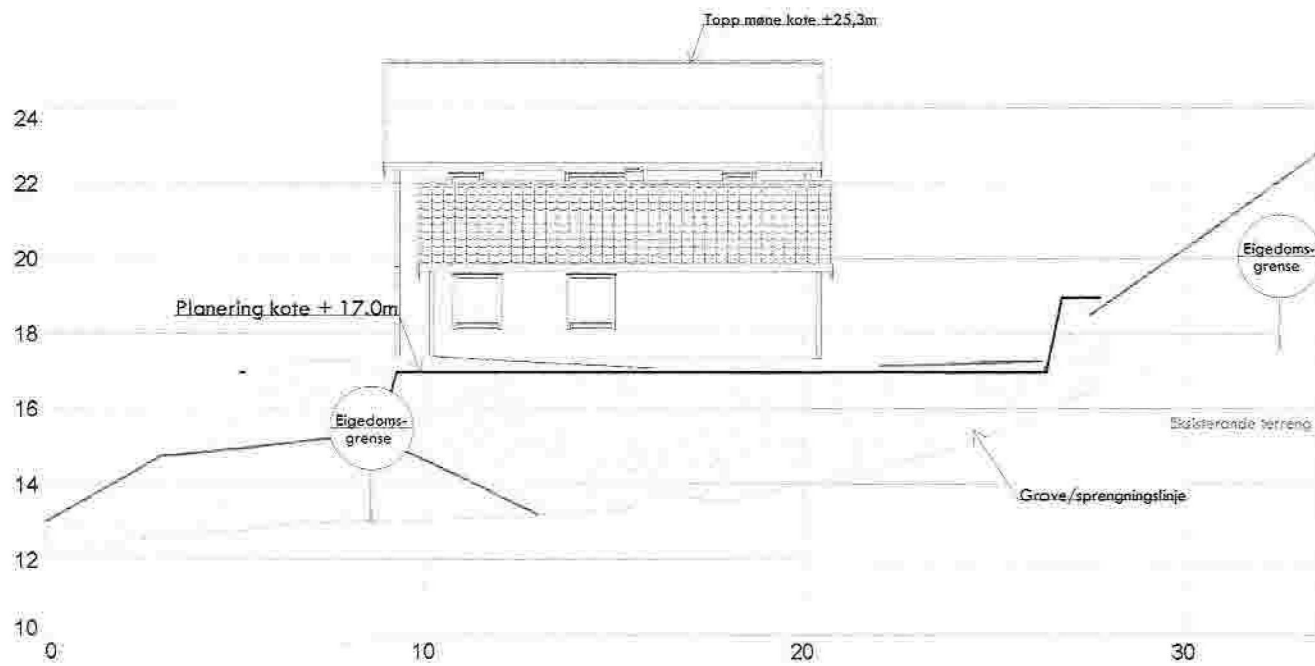 Topp møne kote +25,3m
24
22
20
18
16
14
12
10
Planering kote + 17.0m
Eigedoms-
grense
Eigedoms-
grense
Eksisterande terreng
Grave/sprengningslinje
0
10
20
30